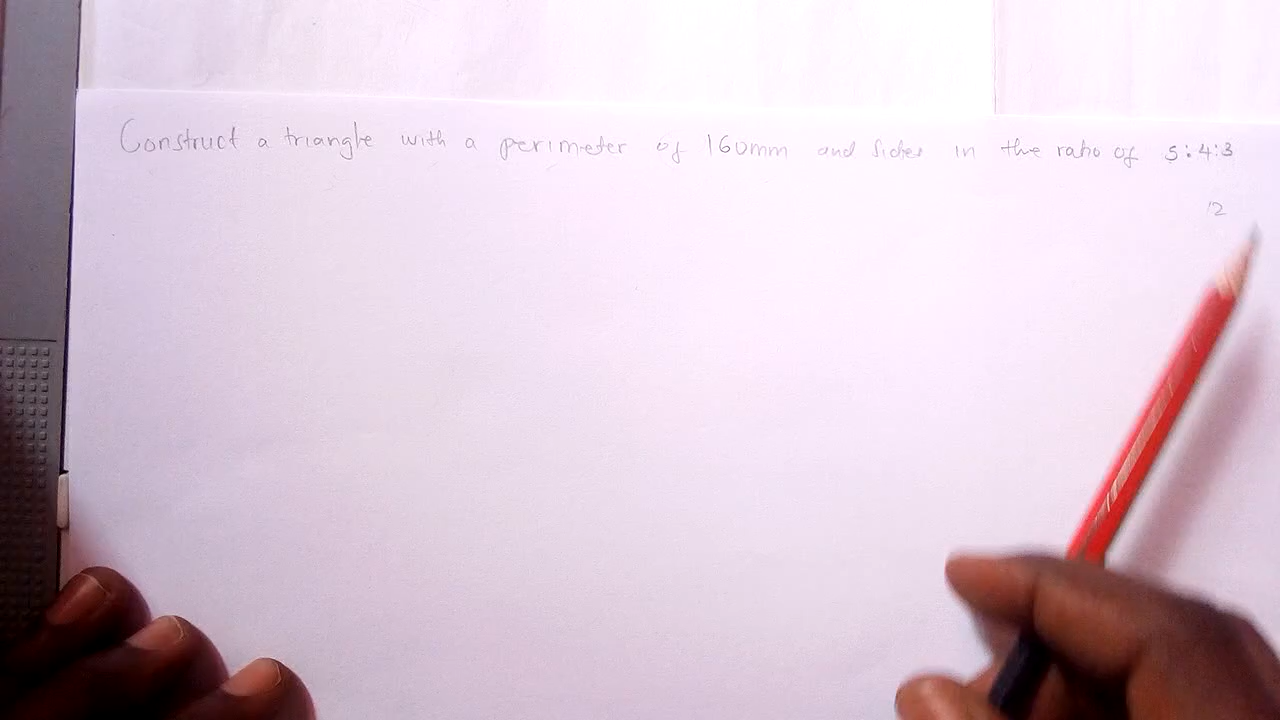 Construct a triangle with a perimeter of 160mm and sides in the ratio of 5:4:3
12